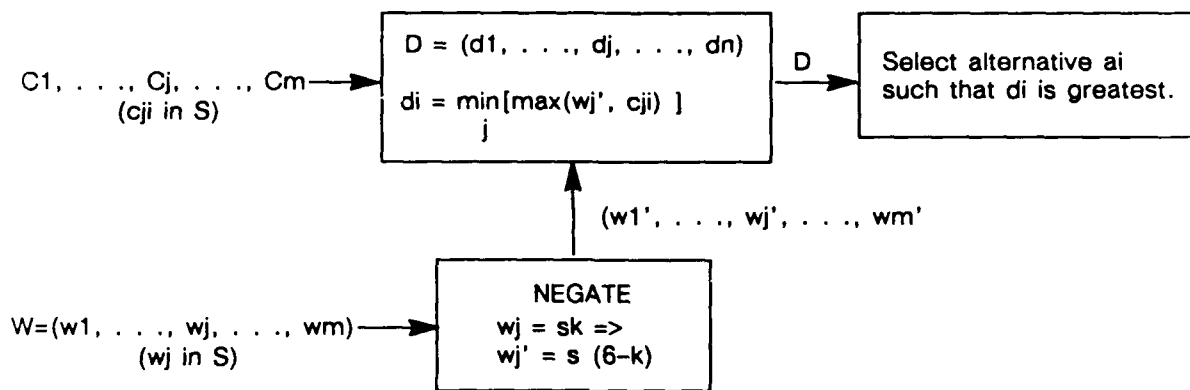 D = (d1, . . ., dj, . . ., dn)
C1, . . ., Cj, . . ., Cm
(cji in S)
di = min[max(wj', cji) ]
j
D
Select alternative ai
such that di is greatest.
(w1', . . ., wj', . . ., wm'
W=(w1, . . ., wj, . . ., wm)
(wj in S)
NEGATE
wj = sk =>
wj' = s (6-k)